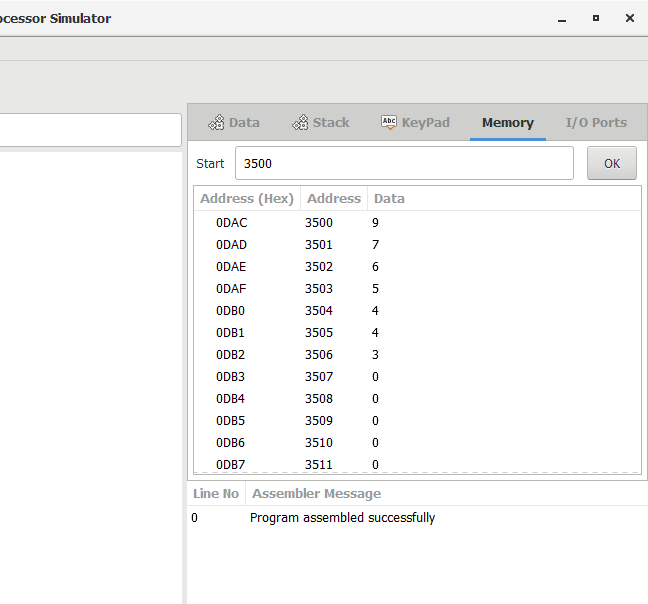 ocessor Simulator
Data Stack Abc KeyPad Memory I/O Ports
Start 3500 OK
Address (Hex) Address Data
0DAC 3500 9
0DAD 3501 7
0DAE 3502 6
0DAF 3503 5
0DB0 3504 4
0DB1 3505 4
0DB2 3506 3
0DB3 3507 0
0DB4 3508 0
0DB5 3509 0
0DB6 3510 0
0DB7 3511 0
Line No Assembler Message
0 Program assembled successfully